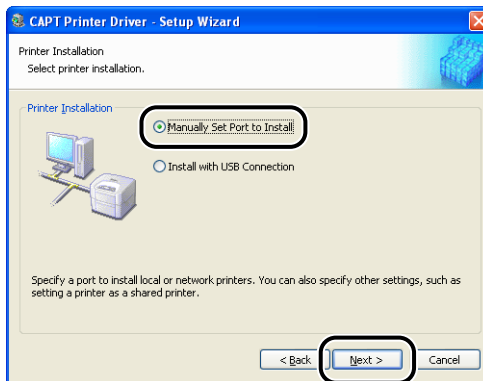 CAPT Printer Driver - Setup Wizard
Printer Installation
Select printer installation.
Printer Installation
Manually Set Port to Install
Install with USB Connection
Specify a port to install local or network printers. You can also specify other settings, such as
setting a printer as a shared printer.
< Back Next > Cancel